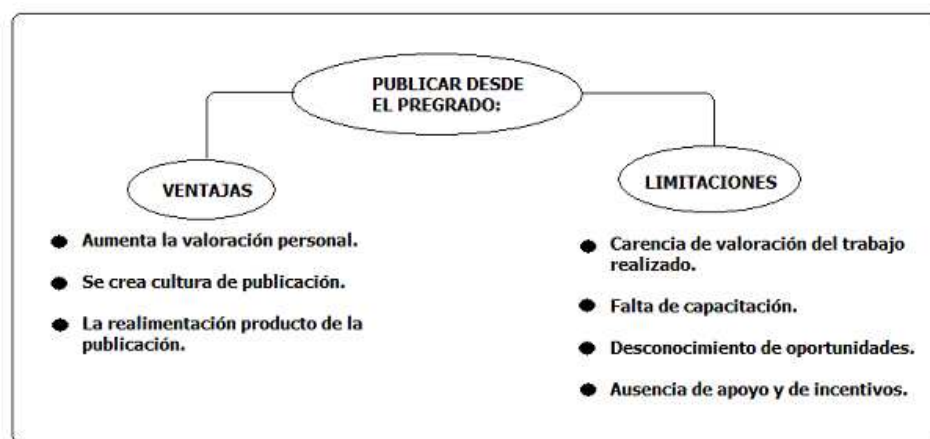 PUBLICAR DESDE
EL PREGRADO:
VENTAJAS
Aumenta la valoración personal.
Se crea cultura de publicación.
La realimentación producto de la
publicación.
LIMITACIONES
Carencia de valoración del trabajo
realizado.
Falta de capacitación.
Desconocimiento de oportunidades.
Ausencia de apoyo y de incentivos.